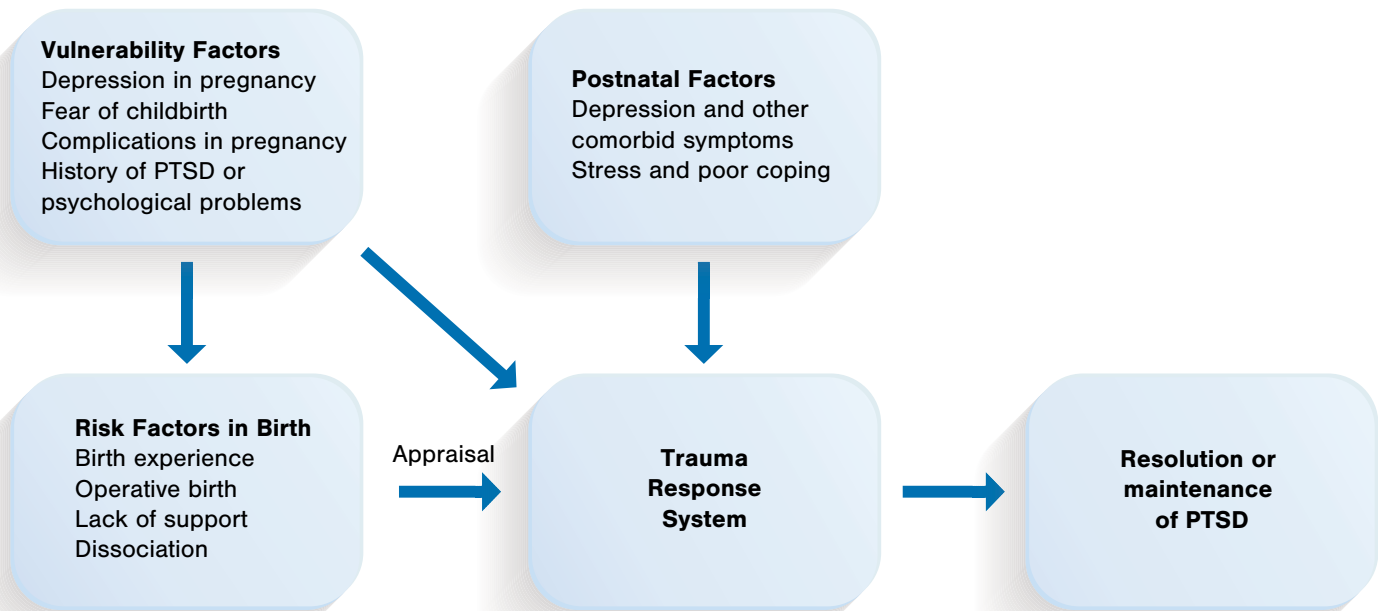 Vulnerability Factors
Depression in pregnancy
Fear of childbirth
Complications in pregnancy
History of PTSD or
psychological problems
Postnatal Factors
Depression and other
comorbid symptoms
Stress and poor coping
Risk Factors in Birth
Birth experience
Operative birth
Lack of support
Dissociation
Appraisal
Trauma
Response
System
Resolution or
maintenance
of PTSD